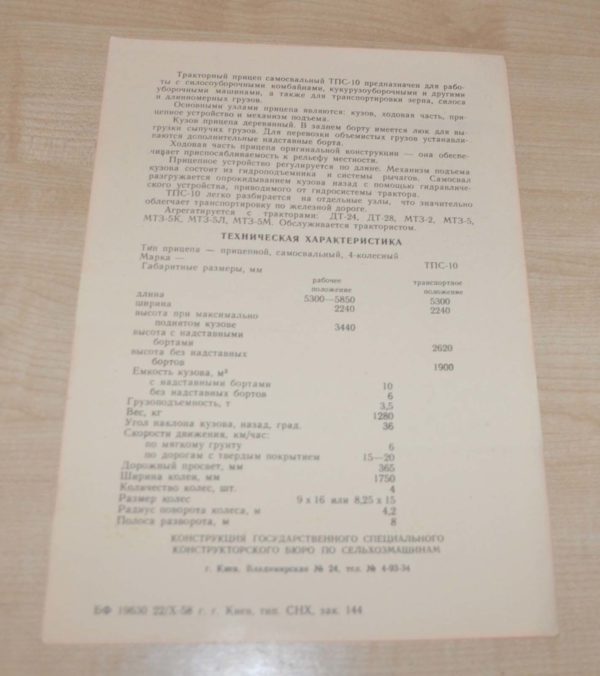 Тракторный прицеп самосвальный ТПС-10 предназначен для рабо-
ты с силосоуборочными комбайнами, кукурузоуборочными и другими
уборочными машинами, а также для транспортировки зерна, силоса
и длинномерных грузов.
Основными узлами прицепа являются: кузов, ходовая часть, при-
цепное устройство и механизм подъема.
Кузов прицепа деревянный. В заднем борту имеется люк для вы-
грузки сыпучих грузов. Для перевозки объемистых грузов устанавли-
ваются дополнительные надставные борта.
Ходовая часть прицепа оригинальной конструкции — она обеспе-
чивает приспосабливаемость к рельефу местности.
Прицепное устройство регулируется по длине. Механизм подъема
кузова состоит из гидроподъемника и системы рычагов. Самосвал
разгружается опрокидыванием кузова назад с помощью гидравличе-
ского устройства, приводимого от гидросистемы трактора.
ТПС-10 легко разбирается на отдельные узлы, что значительно
облегчает транспортировку по железной дороге.
Агрегатируется с тракторами: ДТ-24, ДТ-28, МТЗ-2, МТЗ-5,
МТЗ-5К, МТЗ-5Л, МТЗ-5М. Обслуживается трактористом.
ТЕХНИЧЕСКАЯ ХАРАКТЕРИСТИКА
Тип прицепа — прицепной, самосвальный, 4-колесный
Марка — ТПС-10
Габаритные размеры, мм
рабочее положение транспортное положение
длина 5300—5850 5300
ширина 2240 2240
высота при максимально
поднятом кузове 3440
высота с надставными
бортами 2620
высота без надставных
бортов 1900
Емкость кузова, м³
с надставными бортами 10
без надставных бортов 6
Грузоподъемность, т 3,5
Вес, кг 1280
Угол наклона кузова, назад, град. 36
Скорости движения, км/час:
по мягкому грунту 6
по дорогам с твердым покрытием 15—20
Дорожный просвет, мм 365
Ширина колеи, мм 1750
Количество колес, шт. 4
Размер колес 9 х 16 или 8,25 х 15
Радиус поворота колеса, м 4,2
Полоса разворота, м 8
КОНСТРУКЦИЯ ГОСУДАРСТВЕННОГО СПЕЦИАЛЬНОГО
КОНСТРУКТОРСКОГО БЮРО ПО СЕЛЬХОЗМАШИНАМ
г. Киев, Владимирская № 24, тел. № 4-93-34
БФ 19630 22/X-58 г. г. Киев, тип. СНХ, зак. 144